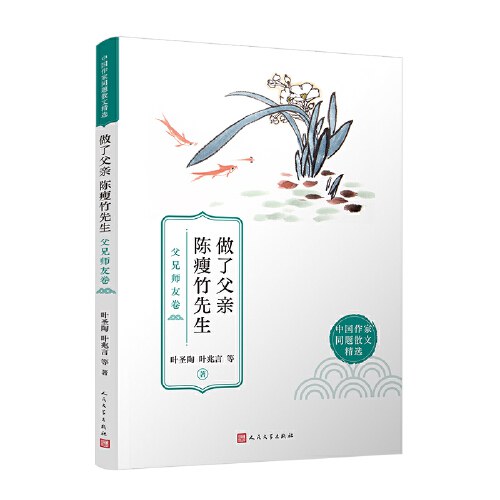 中国作家同题散文精选
做了父亲 陈瘦竹先生
父兄师友卷
叶圣陶 叶兆言 等 著
做了父亲
陈瘦竹先生
父兄师友卷
叶圣陶 叶兆言 等
著
中国作家
同题散文
精选
人民文学出版社